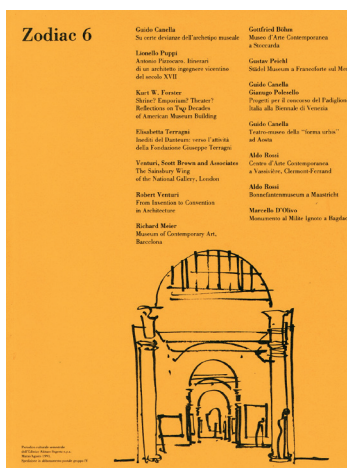 Zodiac 6
Guido Canella
Su certe devianze dell'archetipo museale
Lionello Puppi
Antonio Pizzocaro. Itinerari
di un architetto ingegnere vicentino
del secolo XVII
Kurt W. Forster
Shrine? Emporium? Theater?
Reflections on Two Decades
of American Museum Building
Elisabetta Terragni
Inediti del Danteum: verso l'attività
della Fondazione Giuseppe Terragni
Venturi, Scott Brown and Associates
The Sainsbury Wing
of the National Gallery, London
Robert Venturi
From Invention to Convention
in Architecture
Richard Meier
Museum of Contemporary Art,
Barcelona
Gottfried Böhm
Museo d'Arte Contemporanea
a Stoccarda
Gustav Peichl
Städel Museum a Francoforte sul Me
Guido Canella
Gianugo Polesello
Progetti per il concorso del Padiglione
Italia alla Biennale di Venezia
Guido Canella
Teatro-museo della "forma urbis"
ad Aosta
Aldo Rossi
Centro d'Arte Contemporanea
a Vassivière, Clermont-Ferrand
Aldo Rossi
Bonnefantenmuseum a Maastricht
Marcello D'Olivo
Monumento al Milite Ignoto a Bagdad